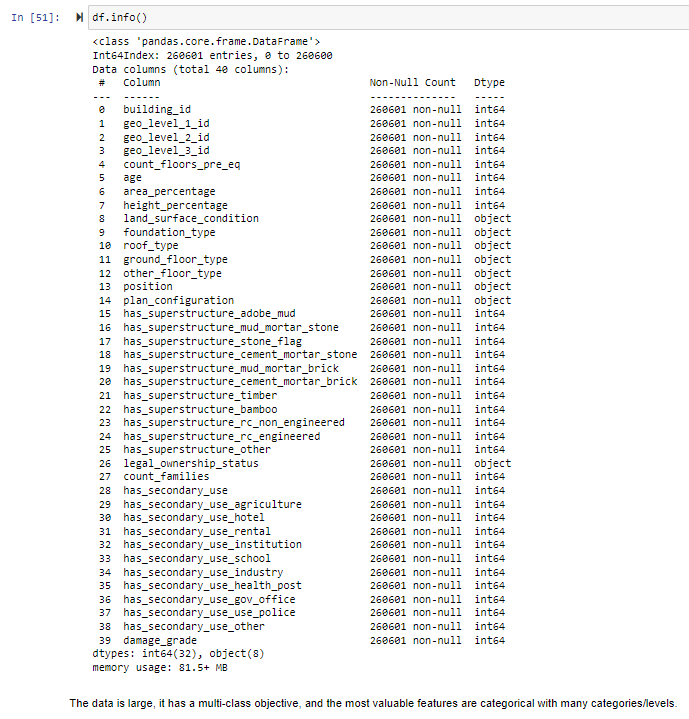 In [51]: df.info()
<class 'pandas.core.frame.DataFrame'>
Int64Index: 260601 entries, 0 to 260600
Data columns (total 40 columns):
 #   Column                                  Non-Null Count   Dtype
---  ------                                  --------------   -----
 0   building_id                             260601 non-null  int64
 1   geo_level_1_id                          260601 non-null  int64
 2   geo_level_2_id                          260601 non-null  int64
 3   geo_level_3_id                          260601 non-null  int64
 4   count_floors_pre_eq                     260601 non-null  int64
 5   age                                     260601 non-null  int64
 6   area_percentage                         260601 non-null  int64
 7   height_percentage                       260601 non-null  int64
 8   land_surface_condition                  260601 non-null  object
 9   foundation_type                         260601 non-null  object
 10  roof_type                               260601 non-null  object
 11  ground_floor_type                       260601 non-null  object
 12  other_floor_type                        260601 non-null  object
 13  position                                260601 non-null  object
 14  plan_configuration                      260601 non-null  object
 15  has_superstructure_adobe_mud            260601 non-null  int64
 16  has_superstructure_mud_mortar_stone     260601 non-null  int64
 17  has_superstructure_stone_flag           260601 non-null  int64
 18  has_superstructure_cement_mortar_stone  260601 non-null  int64
 19  has_superstructure_mud_mortar_brick     260601 non-null  int64
 20  has_superstructure_cement_mortar_brick  260601 non-null  int64
 21  has_superstructure_timber               260601 non-null  int64
 22  has_superstructure_bamboo               260601 non-null  int64
 23  has_superstructure_rc_non_engineered    260601 non-null  int64
 24  has_superstructure_rc_engineered        260601 non-null  int64
 25  has_superstructure_other                260601 non-null  int64
 26  legal_ownership_status                  260601 non-null  object
 27  count_families                          260601 non-null  int64
 28  has_secondary_use                       260601 non-null  int64
 29  has_secondary_use_agriculture           260601 non-null  int64
 30  has_secondary_use_hotel                 260601 non-null  int64
 31  has_secondary_use_rental                260601 non-null  int64
 32  has_secondary_use_institution           260601 non-null  int64
 33  has_secondary_use_school                260601 non-null  int64
 34  has_secondary_use_industry              260601 non-null  int64
 35  has_secondary_use_health_post           260601 non-null  int64
 36  has_secondary_use_gov_office            260601 non-null  int64
 37  has_secondary_use_use_police            260601 non-null  int64
 38  has_secondary_use_other                 260601 non-null  int64
 39  damage_grade                            260601 non-null  int64
dtypes: int64(32), object(8)
memory usage: 81.5+ MB
The data is large, it has a multi-class objective, and the most valuable features are categorical with many categories/levels.